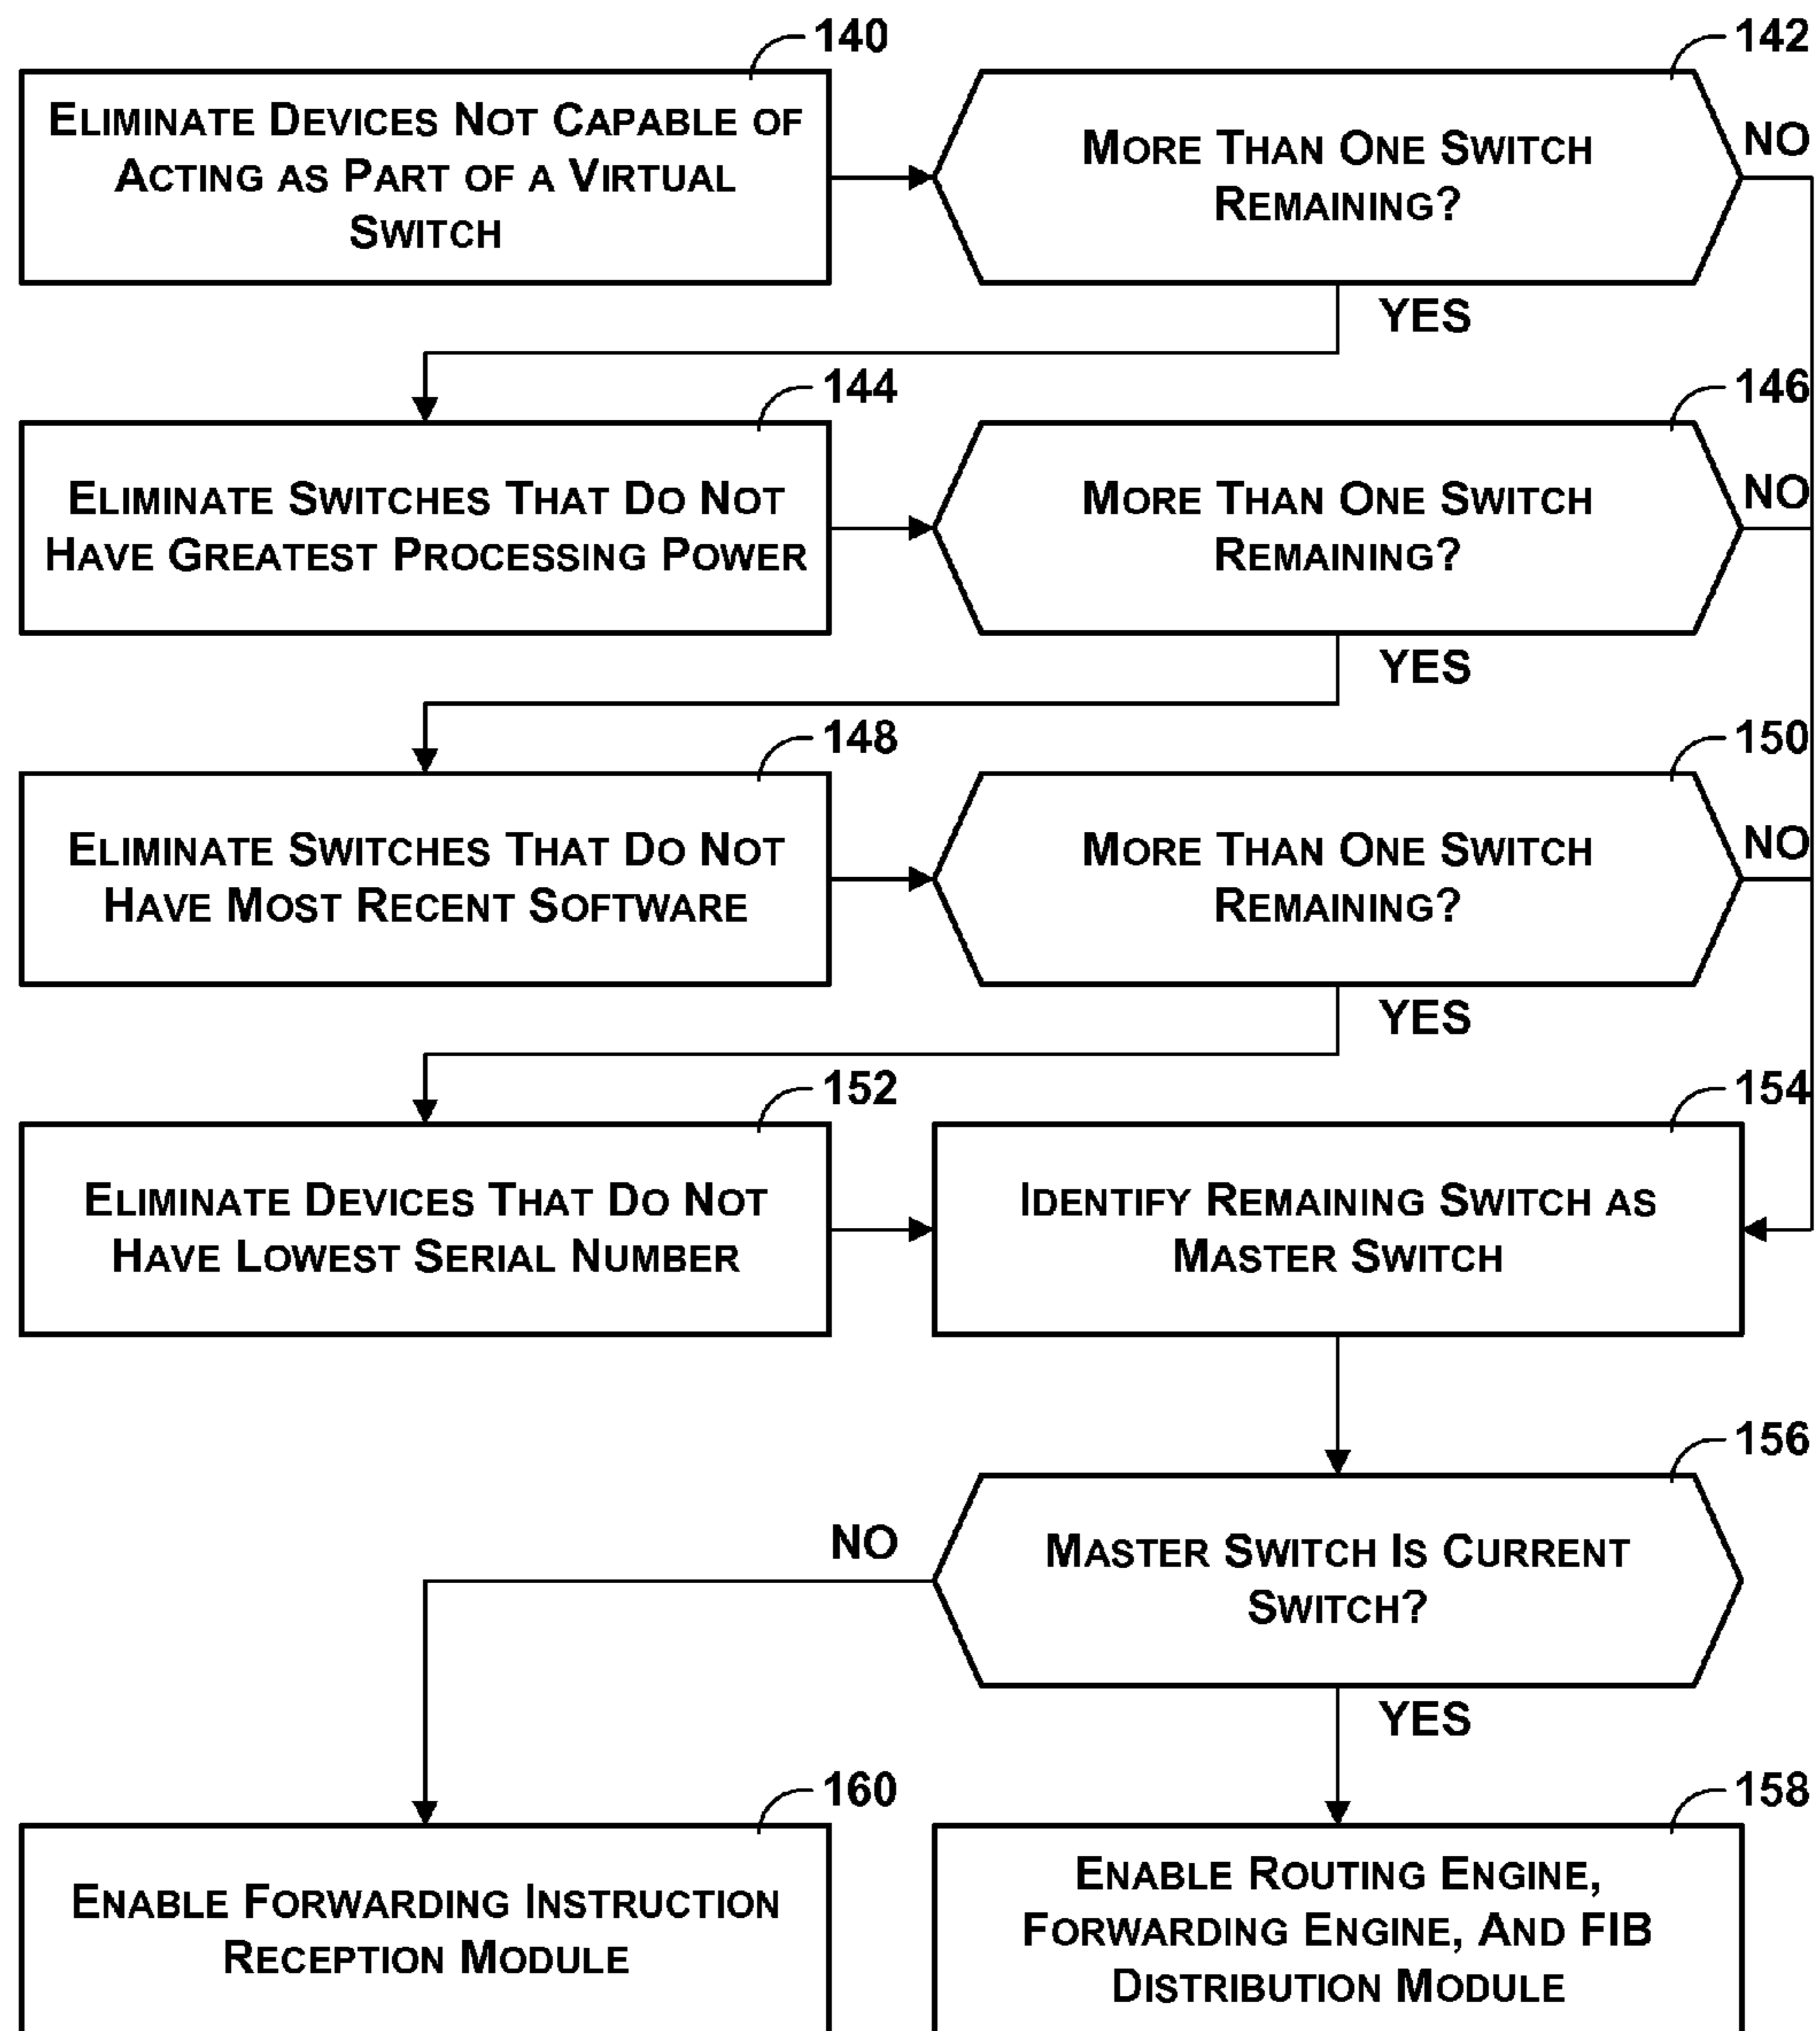 140
ELIMINATE DEVICES NOT CAPABLE OF
ACTING AS PART OF A VIRTUAL
SWITCH
142
MORE THAN ONE SWITCH
REMAINING?
NO
YES
144
ELIMINATE SWITCHES THAT DO NOT
HAVE GREATEST PROCESSING POWER
146
MORE THAN ONE SWITCH
REMAINING?
NO
YES
148
ELIMINATE SWITCHES THAT DO NOT
HAVE MOST RECENT SOFTWARE
150
MORE THAN ONE SWITCH
REMAINING?
NO
YES
152
ELIMINATE DEVICES THAT DO NOT
HAVE LOWEST SERIAL NUMBER
154
IDENTIFY REMAINING SWITCH AS
MASTER SWITCH
156
MASTER SWITCH IS CURRENT
SWITCH?
NO
YES
160
ENABLE FORWARDING INSTRUCTION
RECEPTION MODULE
158
ENABLE ROUTING ENGINE,
FORWARDING ENGINE, AND FIB
DISTRIBUTION MODULE